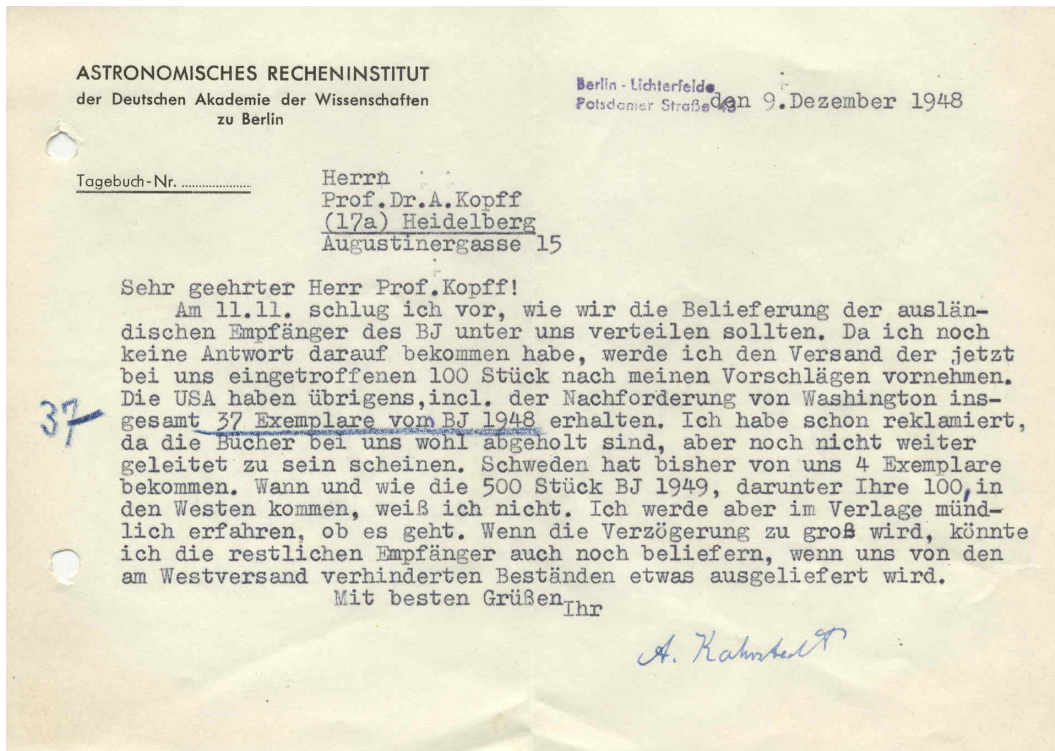 ASTRONOMISCHES RECHENINSTITUT
der Deutschen Akademie der Wissenschaften
zu Berlin
Berlin - Lichterfelde
Potsdamer Straße den 9.Dezember 1948
Tagebuch-Nr. ....................
Herrn
Prof.Dr.A.Kopff
(17a) Heidelberg
Augustinergasse 15
Sehr geehrter Herr Prof.Kopff!
Am 11.11. schlug ich vor, wie wir die Belieferung der auslän-
dischen Empfänger des BJ unter uns verteilen sollten. Da ich noch
keine Antwort darauf bekommen habe, werde ich den Versand der jetzt
bei uns eingetroffenen 100 Stück nach meinen Vorschlägen vornehmen.
Die USA haben übrigens,incl. der Nachforderung von Washington ins-
37 gesamt 37 Exemplare vom BJ 1948 erhalten. Ich habe schon reklamiert,
da die Bücher bei uns wohl abgeholt sind, aber noch nicht weiter
geleitet zu sein scheinen. Schweden hat bisher von uns 4 Exemplare
bekommen. Wann und wie die 500 Stück BJ 1949, darunter Ihre 100,in
den Westen kommen, weiß ich nicht. Ich werde aber im Verlage münd-
lich erfahren, ob es geht. Wenn die Verzögerung zu groß wird, könnte
ich die restlichen Empfänger auch noch beliefern, wenn uns von den
am Westversand verhinderten Beständen etwas ausgeliefert wird.
Mit besten Grüßen
Ihr
A. Kahrstedt